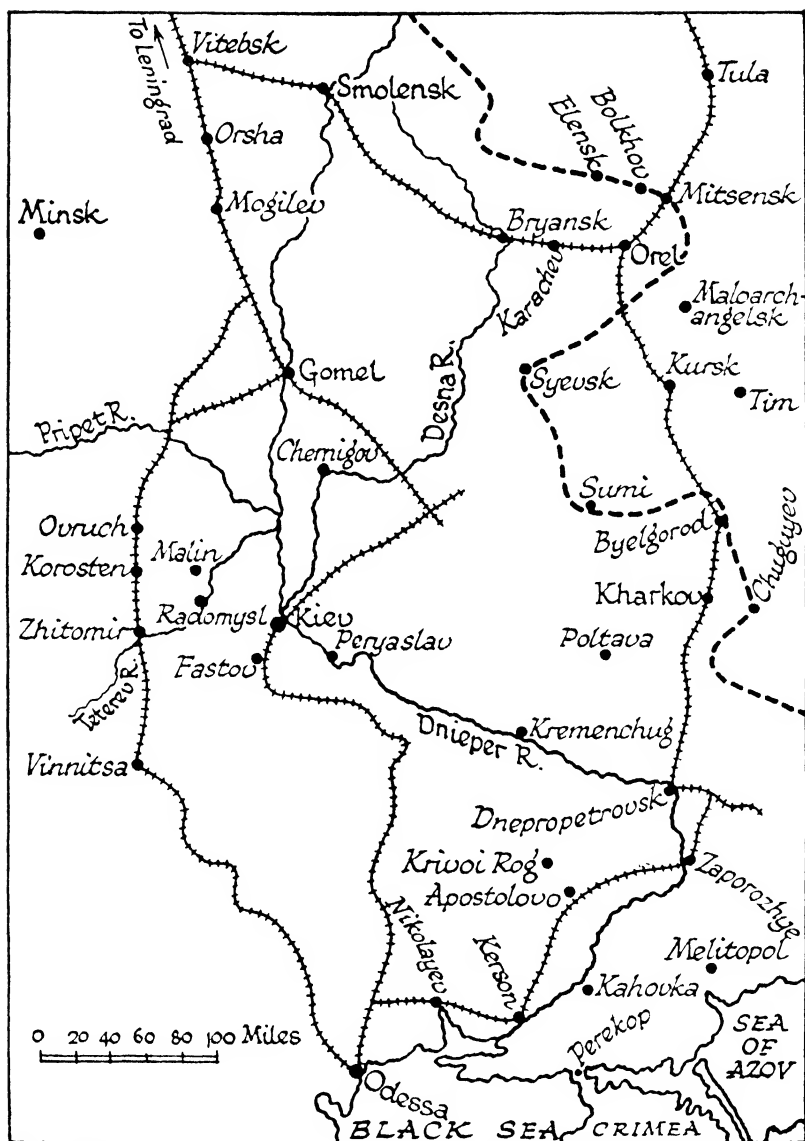 To Leningrad
Vitebsk
Smolensk
Tula
Orsha
Elensk
Bolkhov
Mogilev
Mitsensk
Minsk
Bryansk
Orel
Karachev
Maloarch-
angelsk
Gomel
Desna R.
Syevsk
Kursk
Tim
Pripet R.
Chernigov
Sumi
Ovruch
Malin
Byelgorod
Chuguyev
Korosten
Radomysl
Kiev
Kharkov
Zhitomir
Fastov
Peryaslav
Poltava
Teterev R.
Dnieper R.
Kremenchug
Vinnitsa
Dnepropetrovsk
Krivoi Rog
Apostolovo
Zaporozhye
Nikolayev
Kerson
Melitopol
Kahovka
Perekop
SEA
OF
AZOV
0 20 40 60 80 100 Miles
Odessa
BLACK SEA
CRIMEA